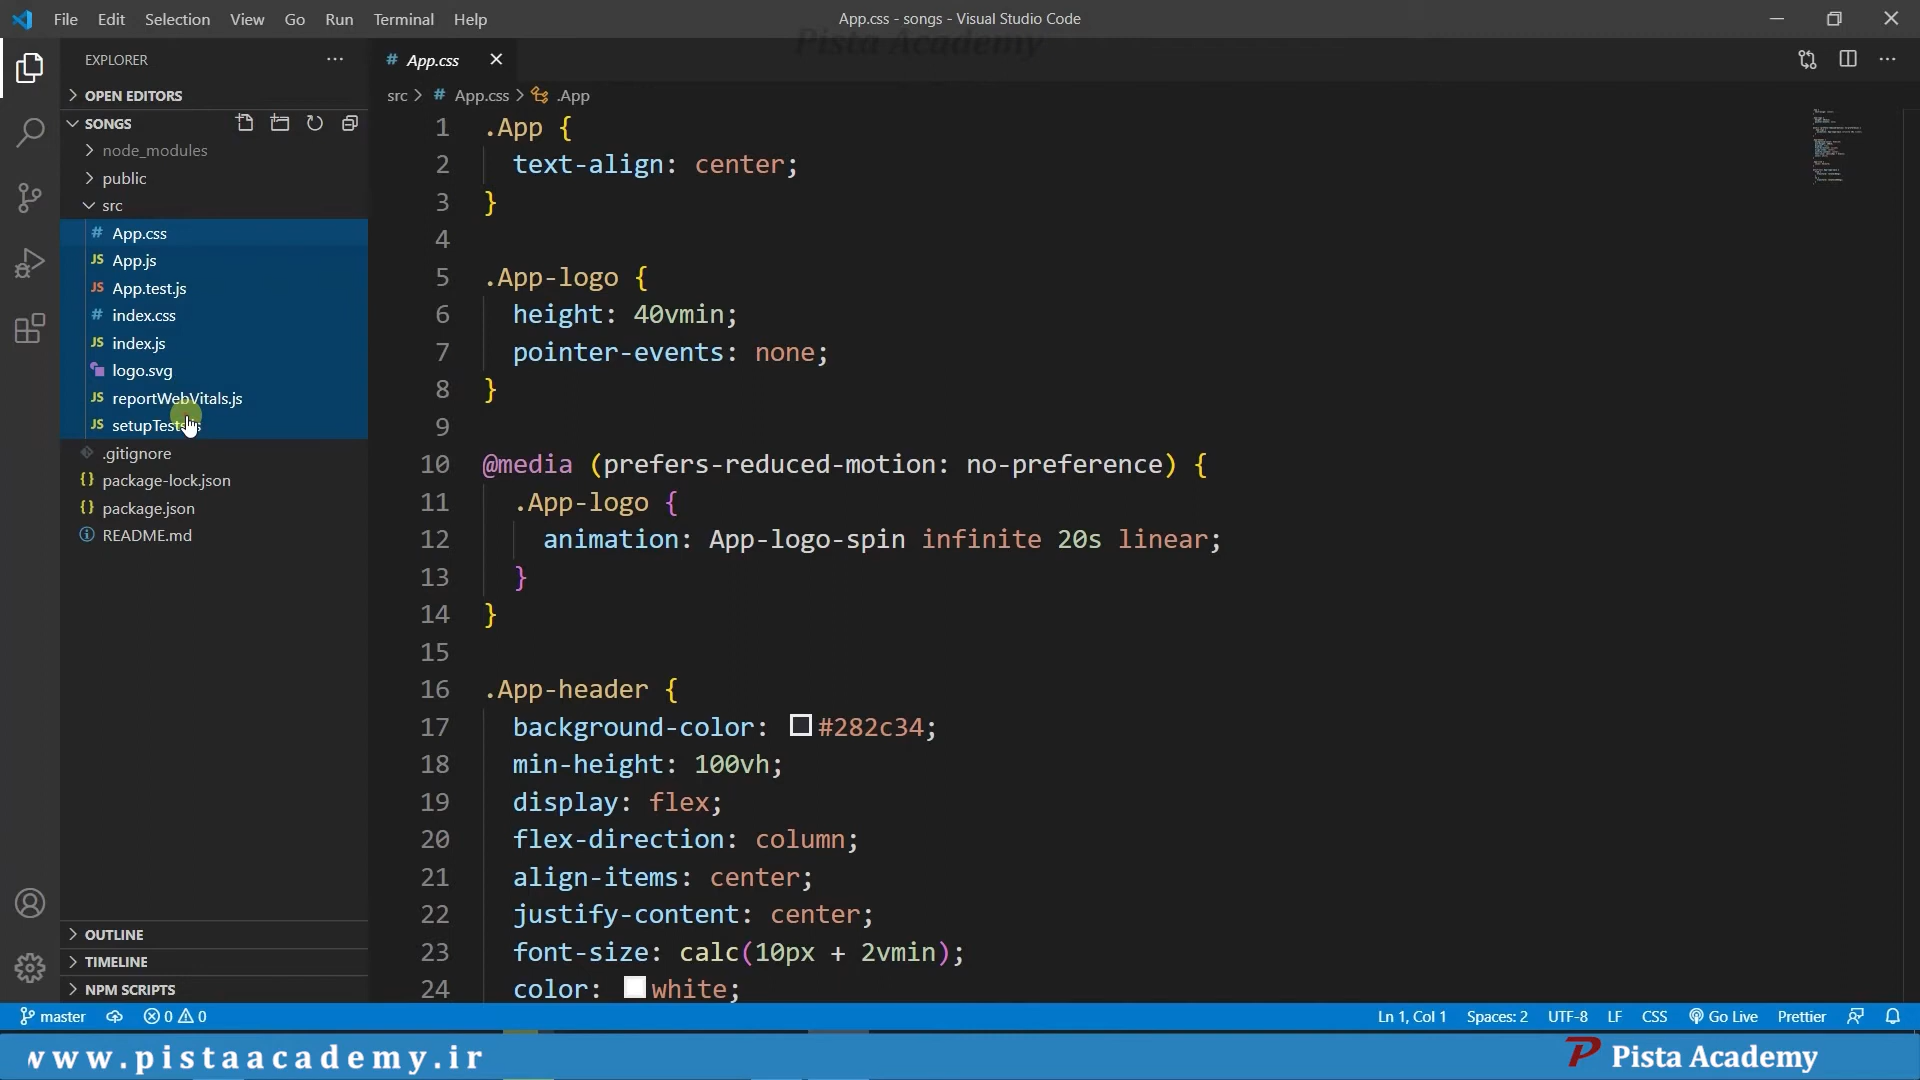 File Edit Selection View Go Run Terminal Help
App.css - songs - Visual Studio Code
Pista Academy
EXPLORER
# App.css
src > # App.css > .App
OPEN EDITORS
SONGS
node_modules
public
src
# App.css
JS App.js
JS App.test.js
# index.css
JS index.js
logo.svg
JS reportWebVitals.js
JS
.gitignore
{} package-lock.json
{} package.json
README.md
OUTLINE
TIMELINE
NPM SCRIPTS
1 .App {
2 text-align: center;
3 }
4
5 .App-logo {
6 height: 40vmin;
7 pointer-events: none;
8 }
9
10 @media (prefers-reduced-motion: no-preference) {
11 .App-logo {
12 animation: App-logo-spin infinite 20s linear;
13 }
14 }
15
16 .App-header {
17 background-color: #282c34;
18 min-height: 100vh;
19 display: flex;
20 flex-direction: column;
21 align-items: center;
22 justify-content: center;
23 font-size: calc(10px + 2vmin);
24 color: white;
master 0 0
Ln 1, Col 1 Spaces: 2 UTF-8 LF CSS Go Live Prettier
www.pistaacademy.ir
P Pista Academy